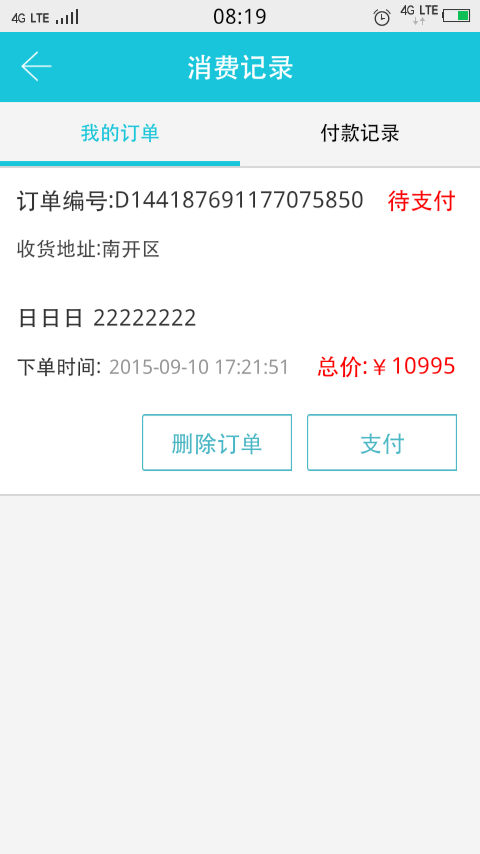 4G LTE 08:19 4G LTE
消费记录
我的订单 付款记录
订单编号:D144187691177075850 待支付
收货地址:南开区
日日日 22222222
下单时间: 2015-09-10 17:21:51 总价:￥10995
删除订单 支付